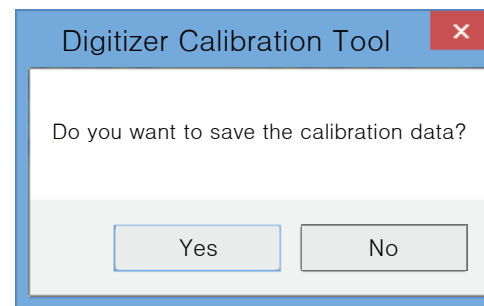 Digitizer Calibration Tool
Do you want to save the calibration data?
Yes
No